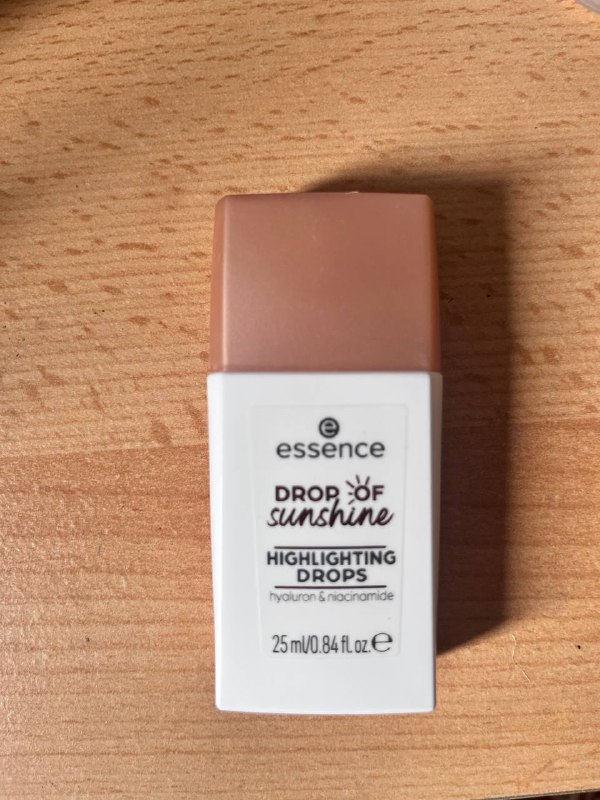 e
essence
DROP OF
sunshine
HIGHLIGHTING
DROPS
hyaluron & niacinamide
25 ml/0.84 fl. oz. ℮